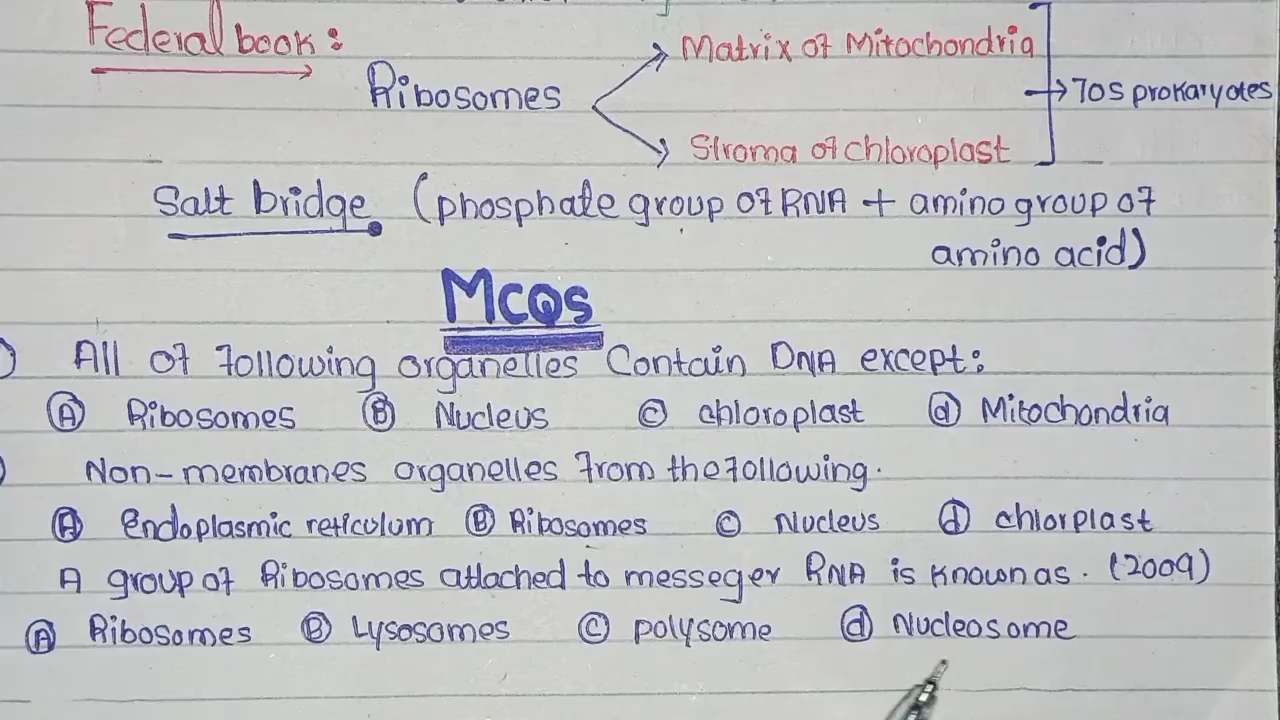 Federal book:
Matrix of Mitochondria
Ribosomes
70s prokaryotes
Stroma of chloroplast
Salt bridge (phosphate group of RNA + amino group of
amino acid)
Mcqs
All of following organelles Contain DNA except:
A Ribosomes B Nucleus C chloroplast d Mitochondria
Non-membranes organelles from the following.
A endoplasmic reticulum B Ribosomes C Nucleus d chlorplast
A group of Ribosomes attached to messeger RNA is known as. (2009)
A Ribosomes B Lysosomes C polysome d Nucleosome